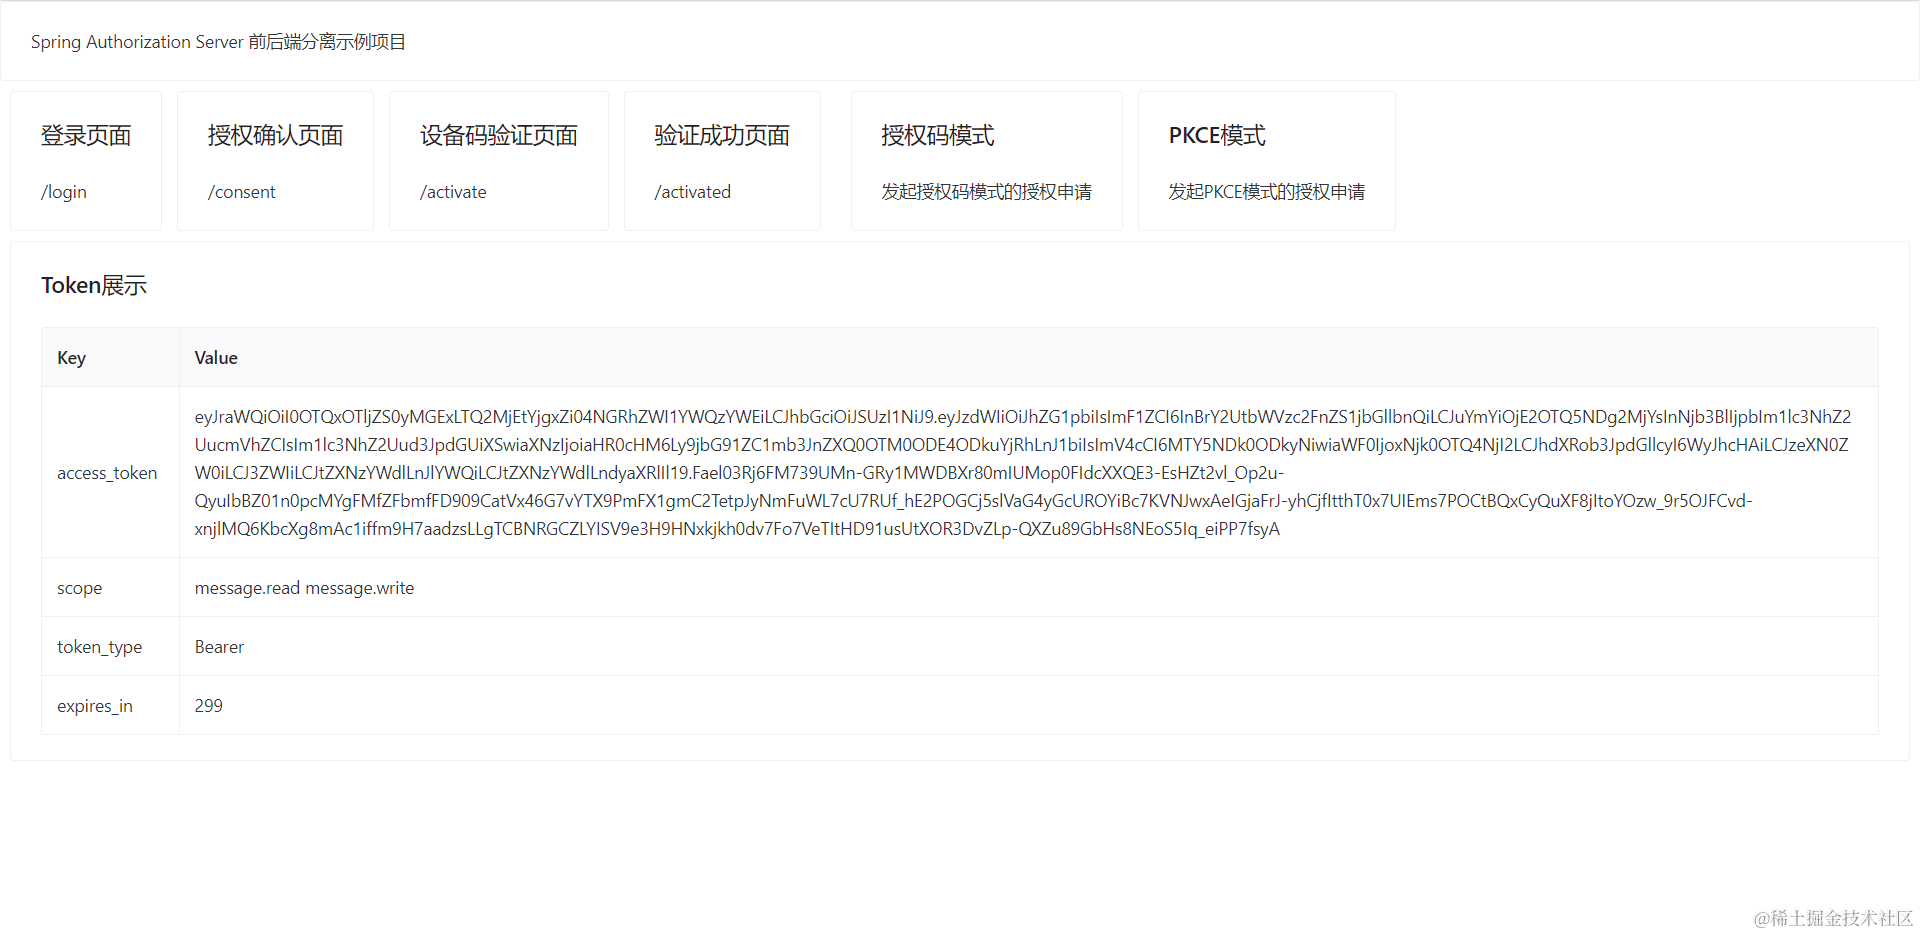 Spring Authorization Server 前后端分离示例项目
登录页面
/login
授权确认页面
/consent
设备码验证页面
/activate
验证成功页面
/activated
授权码模式
发起授权码模式的授权申请
PKCE模式
发起PKCE模式的授权申请
Token展示
Key Value
access_token
eyJraWQiOiI0OTQxOTljZS0yMGExLTQ2MjEtYjgxZi04NGRhZWI1YWQzYWEiLCJhbGciOiJSUzI1NiJ9.eyJzdWIiOiJhZG1pbiIsImF1ZCI6InBrY2UtbWVzc2FnZS1jbGllbnQiLCJuYmYiOjE2OTQ5NDg2MjYsInNjb3BlIjpbIm1lc3NhZ2
UucmVhZCIsIm1lc3NhZ2Uud3JpdGUiXSwiaXNzIjoiaHR0cHM6Ly9jbG91ZC1mb3JnZXQ0OTM0ODE4ODkuYjRhLnJ1biIsImV4cCI6MTY5NDk0ODkyNiwiaWF0IjoxNjk0OTQ4NjI2LCJhdXRob3JpdGllcyI6WyJhcHAiLCJzeXN0Z
W0iLCJ3ZWIiLCJtZXNzYWdlLnJlYWQiLCJtZXNzYWdlLndyaXRlIl19.Fael03Rj6FM739UMn-GRy1MWDBXr80mIUMop0FIdcXXQE3-EsHZt2vl_Op2u-
QyuIbBZ01n0pcMYgFMfZFbmfFD909CatVx46G7vYTX9PmFX1gmC2TetpJyNmFuWL7cU7RUf_hE2POGCj5slVaG4yGcUROYiBc7KVNJwxAeIGjaFrJ-yhCjfItthT0x7UIEms7POCtBQxCyQuXF8jItoYOzw_9r5OJFCvd-
xnjlMQ6KbcXg8mAc1iffm9H7aadzsLLgTCBNRGCZLYISV9e3H9HNxkjkh0dv7Fo7VeTItHD91usUtXOR3DvZLp-QXZu89GbHs8NEoS5Iq_eiPP7fsyA
scope message.read message.write
token_type Bearer
expires_in 299
@稀土掘金技术社区